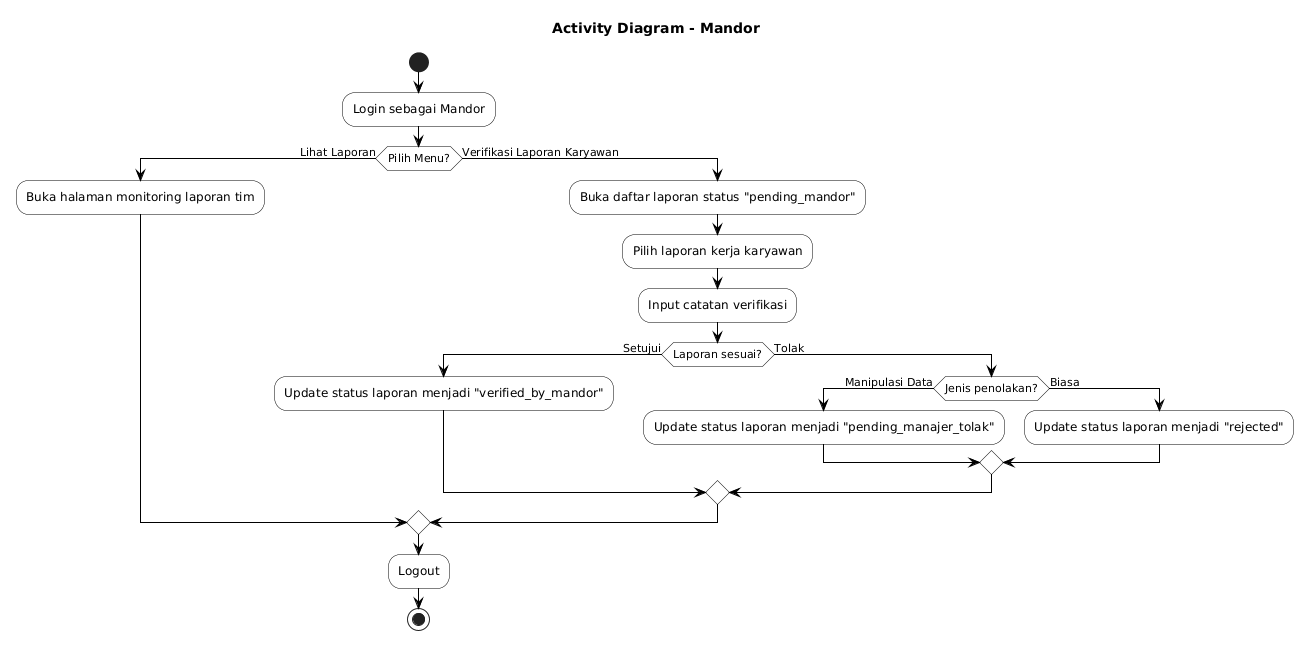 Activity Diagram - Mandor
Login sebagai Mandor
Lihat Laporan
Pilih Menu?
Verifikasi Laporan Karyawan
Buka halaman monitoring laporan tim
Buka daftar laporan status "pending_mandor"
Pilih laporan kerja karyawan
Input catatan verifikasi
Setujui
Laporan sesuai?
Tolak
Update status laporan menjadi "verified_by_mandor"
Manipulasi Data
Jenis penolakan?
Biasa
Update status laporan menjadi "pending_manajer_tolak"
Update status laporan menjadi "rejected"
Logout